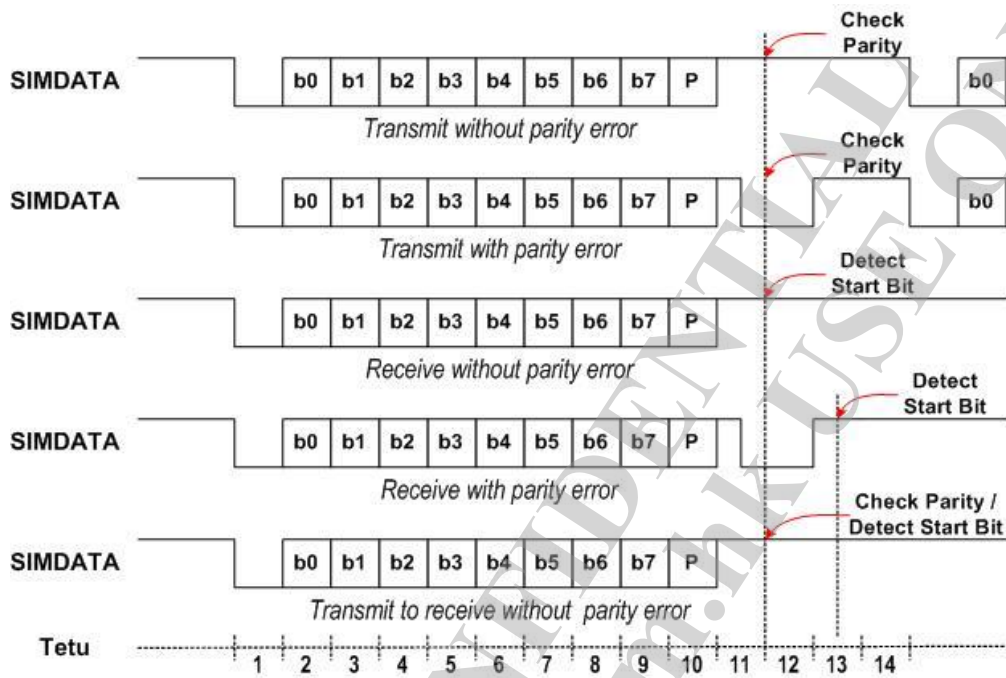 Check
Parity
SIMDATA b0 b1 b2 b3 b4 b5 b6 b7 P b0
Transmit without parity error
Check
Parity
SIMDATA b0 b1 b2 b3 b4 b5 b6 b7 P b0
Transmit with parity error
Detect
Start Bit
SIMDATA b0 b1 b2 b3 b4 b5 b6 b7 P
Receive without parity error
Detect
Start Bit
SIMDATA b0 b1 b2 b3 b4 b5 b6 b7 P
Receive with parity error
Check Parity /
Detect Start Bit
SIMDATA b0 b1 b2 b3 b4 b5 b6 b7 P
Transmit to receive without parity error
Tetu 1 2 3 4 5 6 7 8 9 10 11 12 13 14